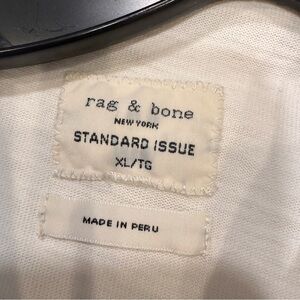 rag & bone
NEW YORK
STANDARD ISSUE
XL/TG
MADE IN PERU